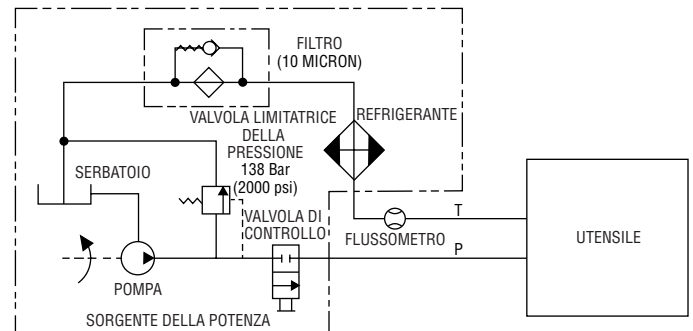 FILTRO
(10 MICRON)
VALVOLA LIMITATRICE
DELLA
PRESSIONE
138 Bar
(2000 psi)
REFRIGERANTE
SERBATOIO
VALVOLA DI
CONTROLLO
FLUSSOMETRO
T
P
UTENSILE
POMPA
SORGENTE DELLA POTENZA